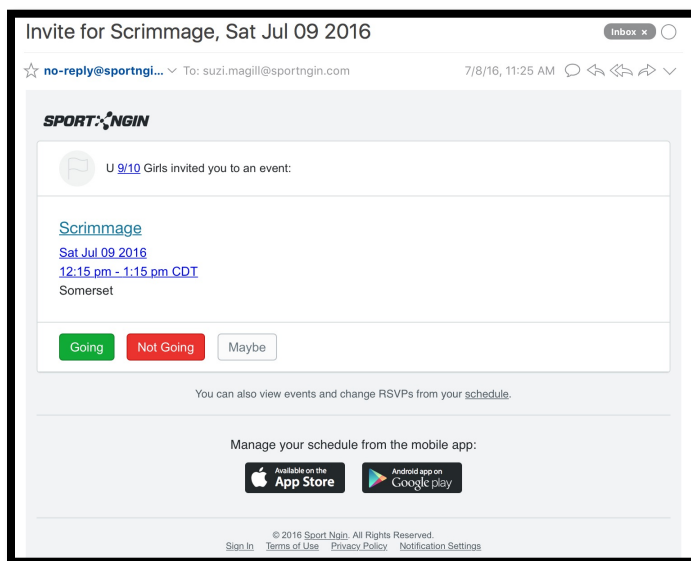 Invite for Scrimmage, Sat Jul 09 2016
Inbox x
no-reply@sportngi... To: suzi.magill@sportngin.com 7/8/16, 11:25 AM
SPORT NGIN
U 9/10 Girls invited you to an event:
Scrimmage
Sat Jul 09 2016
12:15 pm - 1:15 pm CDT
Somerset
Going Not Going Maybe
You can also view events and change RSVPs from your schedule.
Manage your schedule from the mobile app:
Available on the
App Store
Android app on
Google play
© 2016 Sport Ngin. All Rights Reserved.
Sign In Terms of Use Privacy Policy Notification Settings